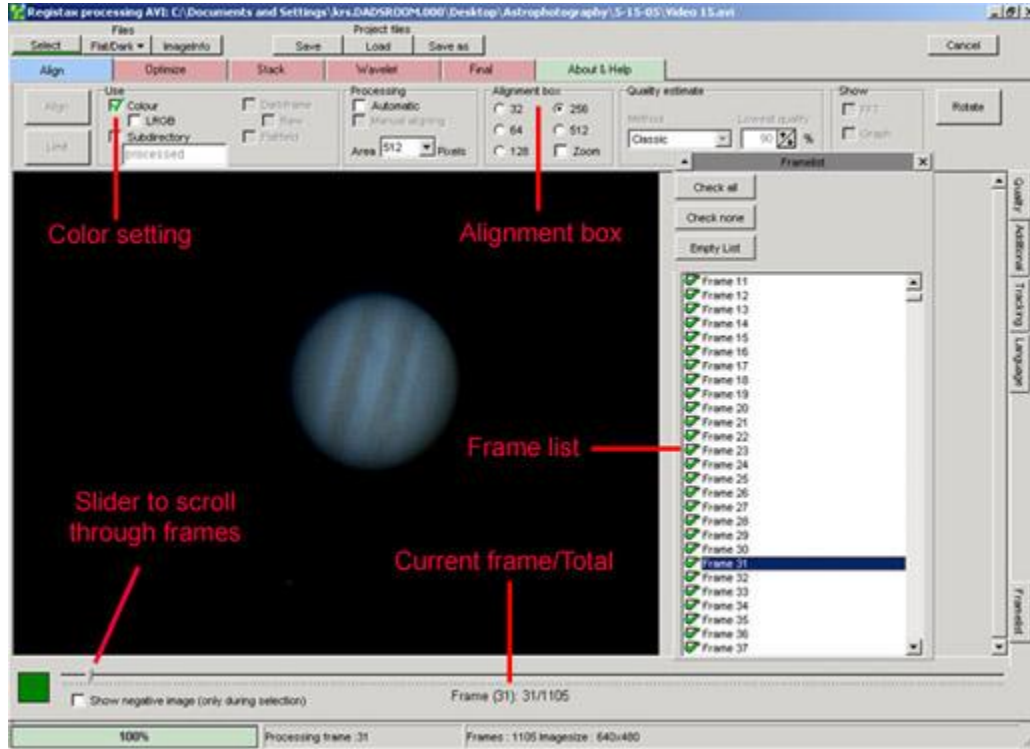 Registax processing AVI: C:\Documents and Settings\krs.DADSROOM.000\Desktop\Astrophotography\5-15-05\Video 15.avi
Files
Project files
Select Flat/Dark ImageInfo Save Load Save as Cancel
Align Optimize Stack Wavelet Final About & Help
Align
Limit
Use
Colour
LRGB
Subdirectory
processed
Darkframe
Raw
Flatfield
Processing
Automatic
Manual aligning
Area 512 Pixels
Alignment box
32 256
64 512
128 Zoom
Quality estimate
Method Lowest quality
Classic 90 %
Show
FFT
Graph
Rotate
Framelist
Check all
Check none
Empty List
Frame 11
Frame 12
Frame 13
Frame 14
Frame 15
Frame 16
Frame 17
Frame 18
Frame 19
Frame 20
Frame 21
Frame 22
Frame 23
Frame 24
Frame 25
Frame 26
Frame 27
Frame 28
Frame 29
Frame 30
Frame 31
Frame 32
Frame 33
Frame 34
Frame 35
Frame 36
Frame 37
Quality
Additional
Tracking
Language
Framelist
Color setting
Alignment box
Frame list
Slider to scroll
through frames
Current frame/Total
Show negative image (only during selection)
Frame (31): 31/1105
100% Processing frame :31 Frames : 1105 Imagesize : 640x480